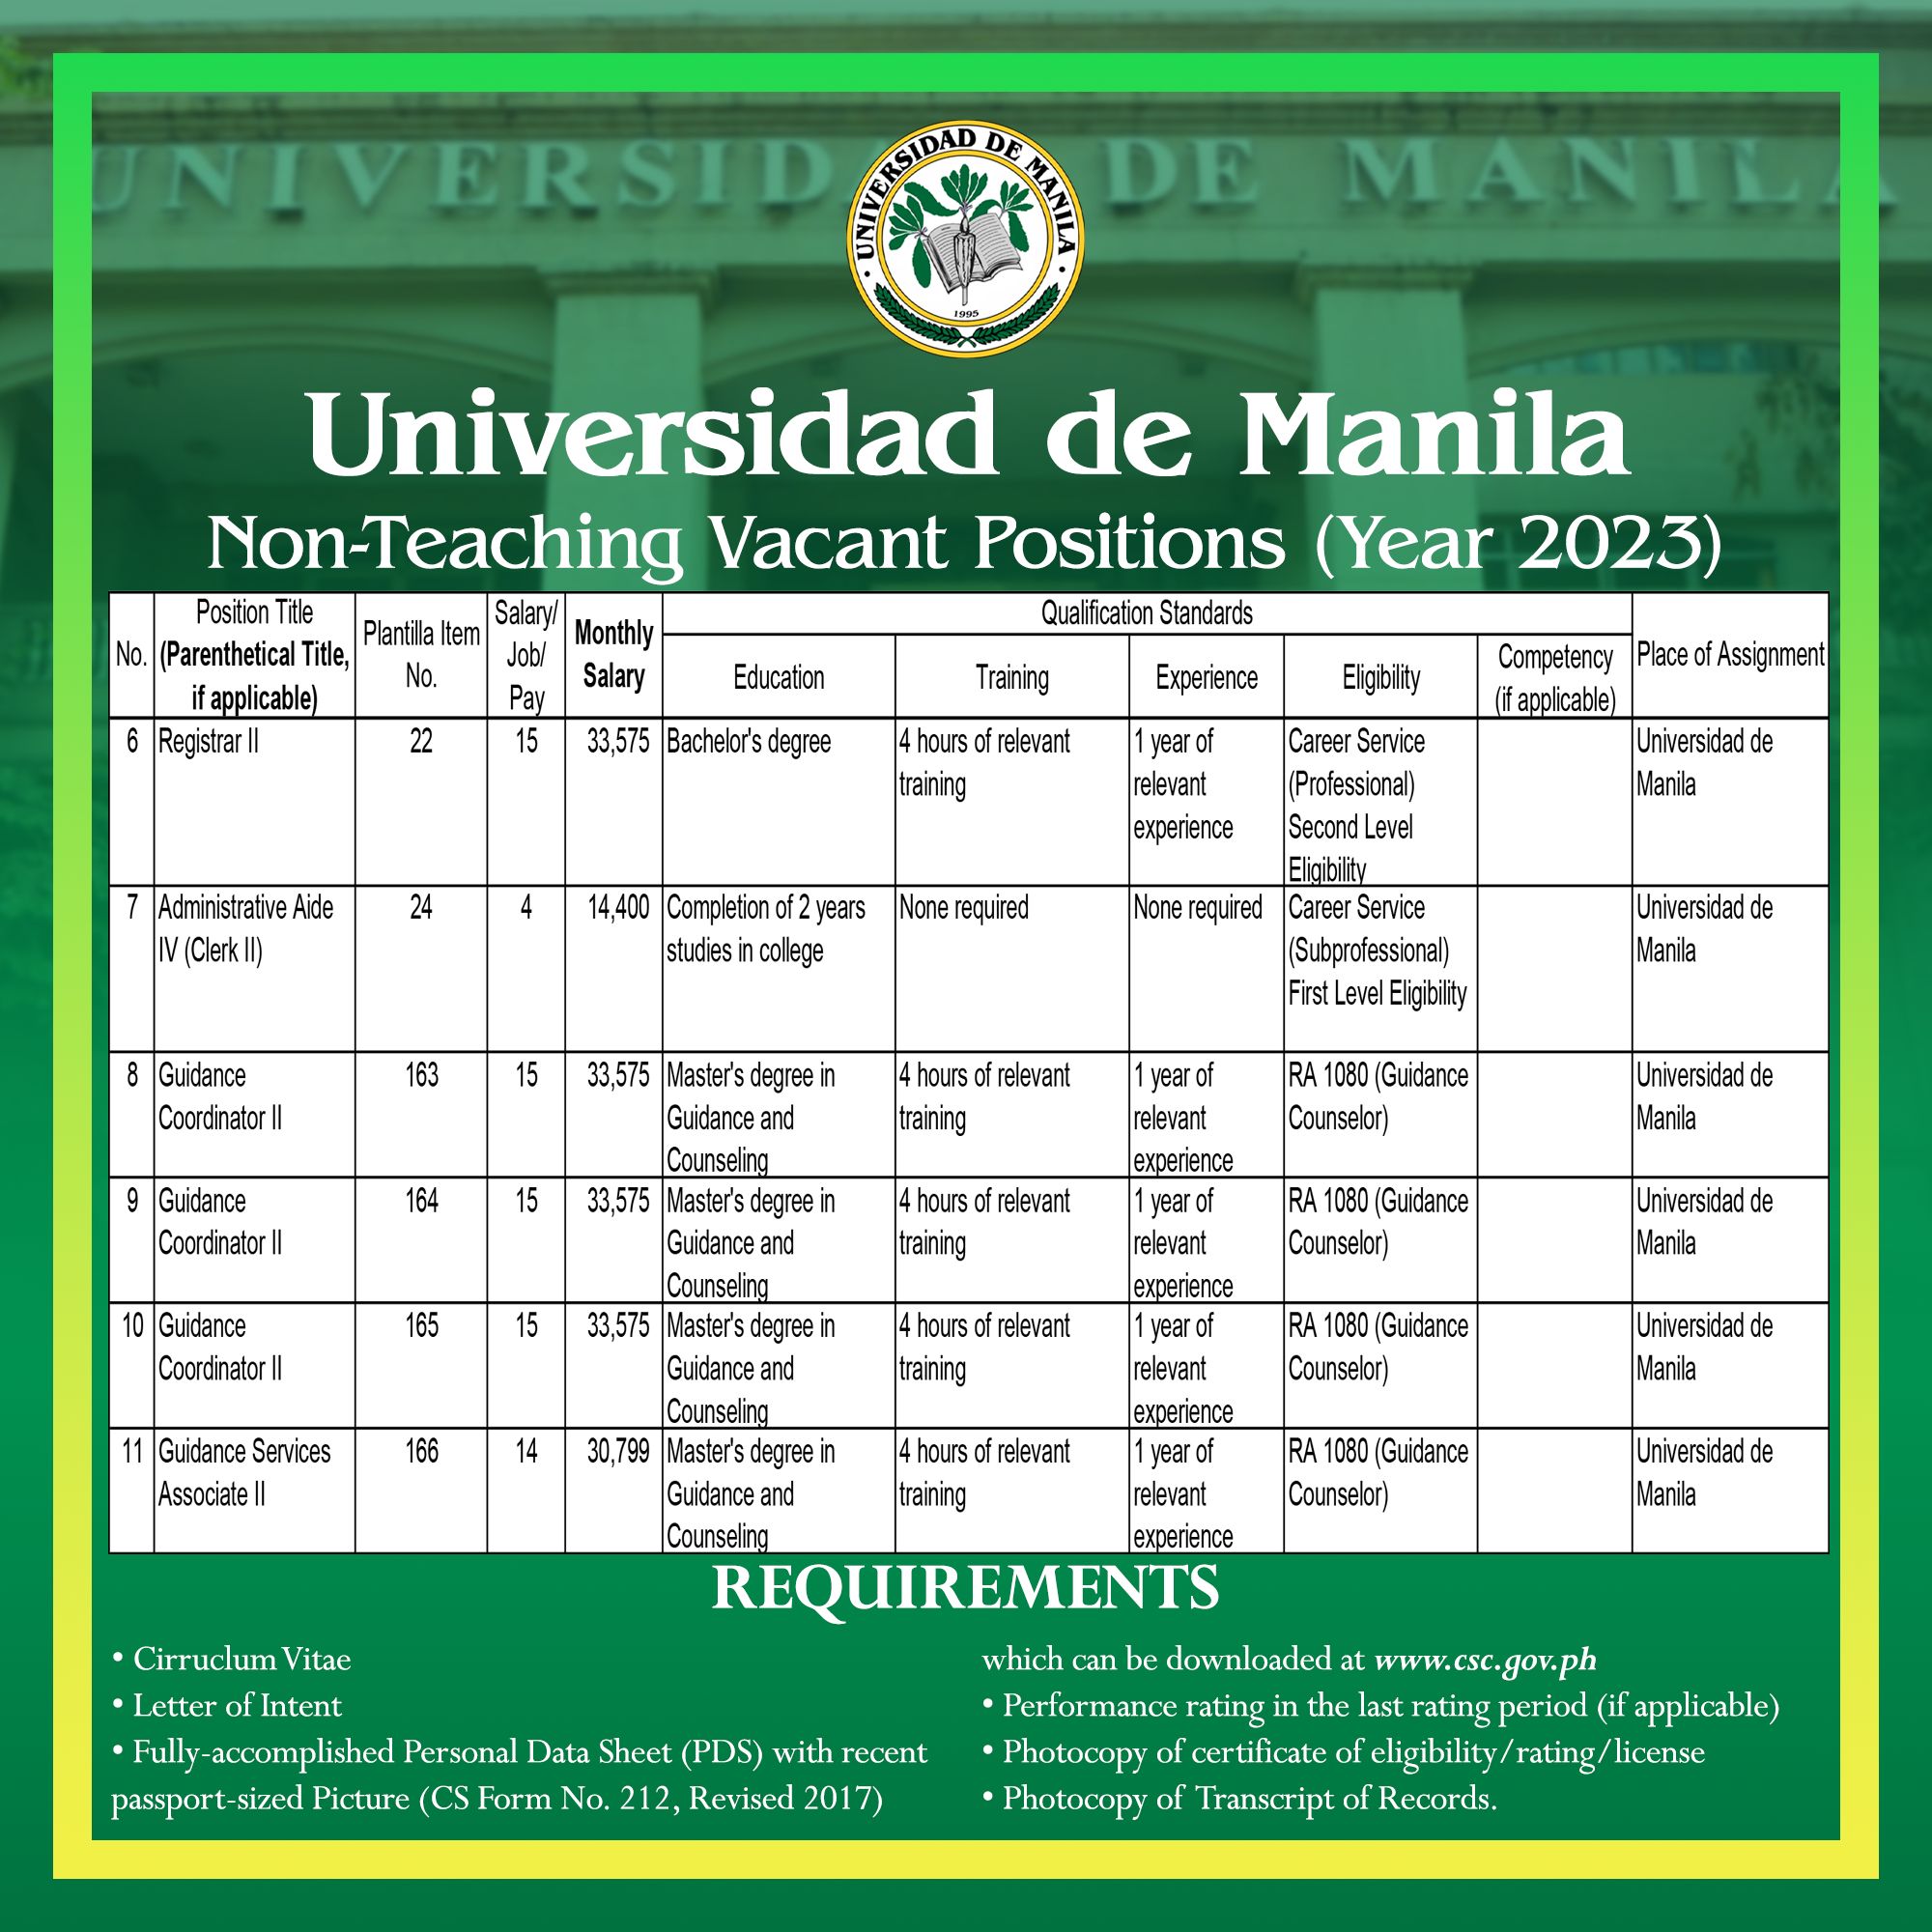 UNIVERSID DE MANILA
UNIVERSIDAD DE MANILA
1995
Universidad de Manila
Non-Teaching Vacant Positions (Year 2023)
No. Position Title (Parenthetical Title, if applicable) Plantilla Item No. Salary/ Job/ Pay Monthly Salary Qualification Standards Place of Assignment
Education Training Experience Eligibility Competency (if applicable)
6 Registrar II 22 15 33,575 Bachelor's degree 4 hours of relevant training 1 year of relevant experience Career Service (Professional) Second Level Eligibility Universidad de Manila
7 Administrative Aide IV (Clerk II) 24 4 14,400 Completion of 2 years studies in college None required None required Career Service (Subprofessional) First Level Eligibility Universidad de Manila
8 Guidance Coordinator II 163 15 33,575 Master's degree in Guidance and Counseling 4 hours of relevant training 1 year of relevant experience RA 1080 (Guidance Counselor) Universidad de Manila
9 Guidance Coordinator II 164 15 33,575 Master's degree in Guidance and Counseling 4 hours of relevant training 1 year of relevant experience RA 1080 (Guidance Counselor) Universidad de Manila
10 Guidance Coordinator II 165 15 33,575 Master's degree in Guidance and Counseling 4 hours of relevant training 1 year of relevant experience RA 1080 (Guidance Counselor) Universidad de Manila
11 Guidance Services Associate II 166 14 30,799 Master's degree in Guidance and Counseling 4 hours of relevant training 1 year of relevant experience RA 1080 (Guidance Counselor) Universidad de Manila
REQUIREMENTS
• Cirruclum Vitae
• Letter of Intent
• Fully-accomplished Personal Data Sheet (PDS) with recent
passport-sized Picture (CS Form No. 212, Revised 2017)
which can be downloaded at www.csc.gov.ph
• Performance rating in the last rating period (if applicable)
• Photocopy of certificate of eligibility/rating/license
• Photocopy of Transcript of Records.